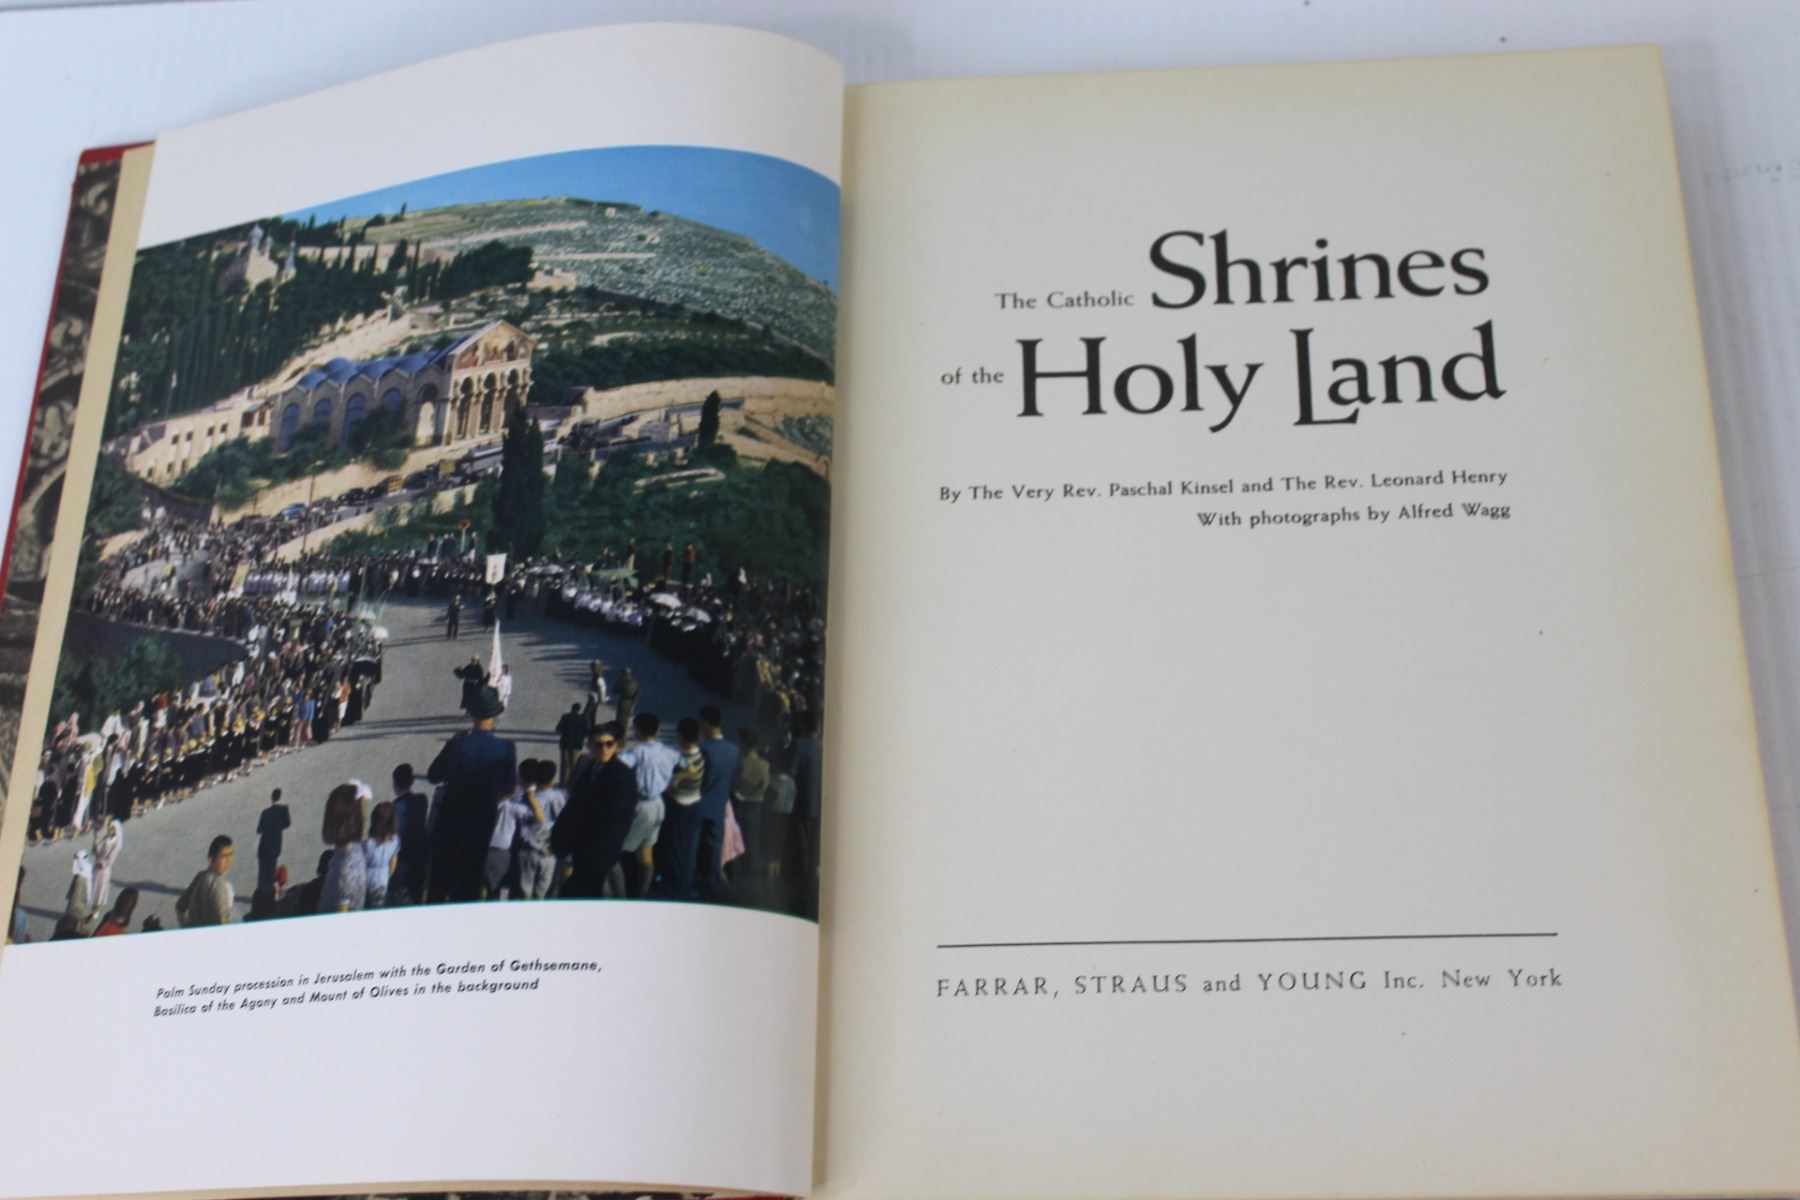 Palm Sunday procession in Jerusalem with the Garden of Gethsemane,
Basilica of the Agony and Mount of Olives in the background
The Catholic Shrines
of the Holy Land
By The Very Rev. Paschal Kinsel and The Rev. Leonard Henry
With photographs by Alfred Wagg
FARRAR, STRAUS and YOUNG Inc. New York